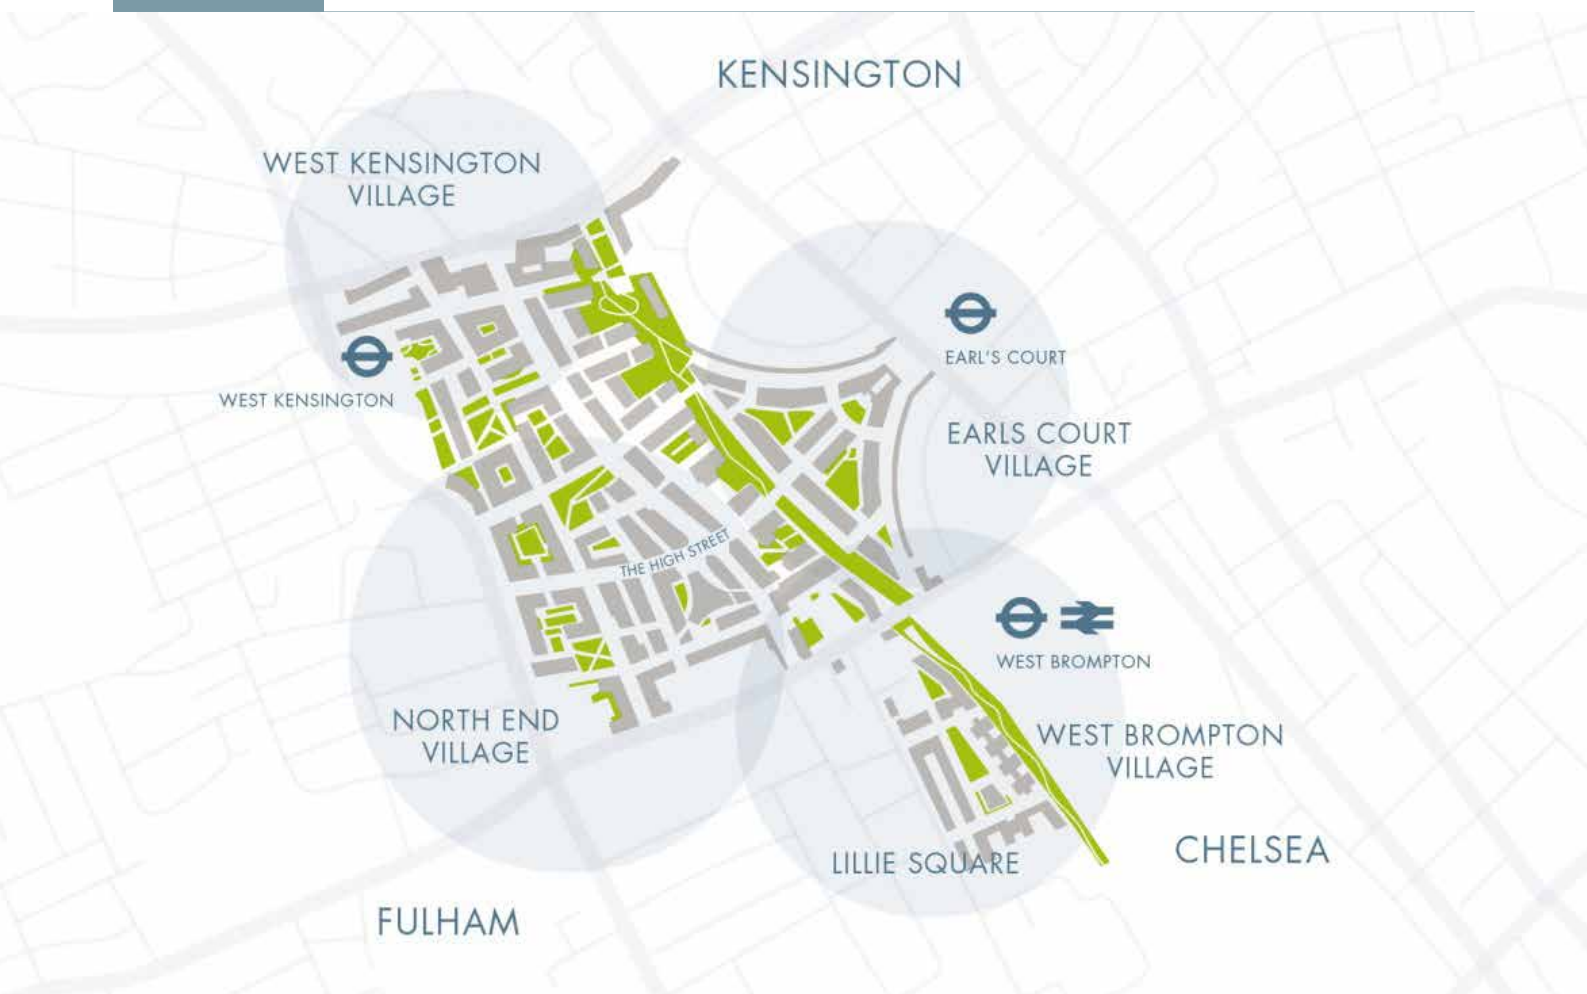 KENSINGTON
WEST KENSINGTON
VILLAGE
EARL'S COURT
WEST KENSINGTON
EARLS COURT
VILLAGE
THE HIGH STREET
WEST BROMPTON
NORTH END
VILLAGE
WEST BROMPTON
VILLAGE
LILLIE SQUARE
CHELSEA
FULHAM